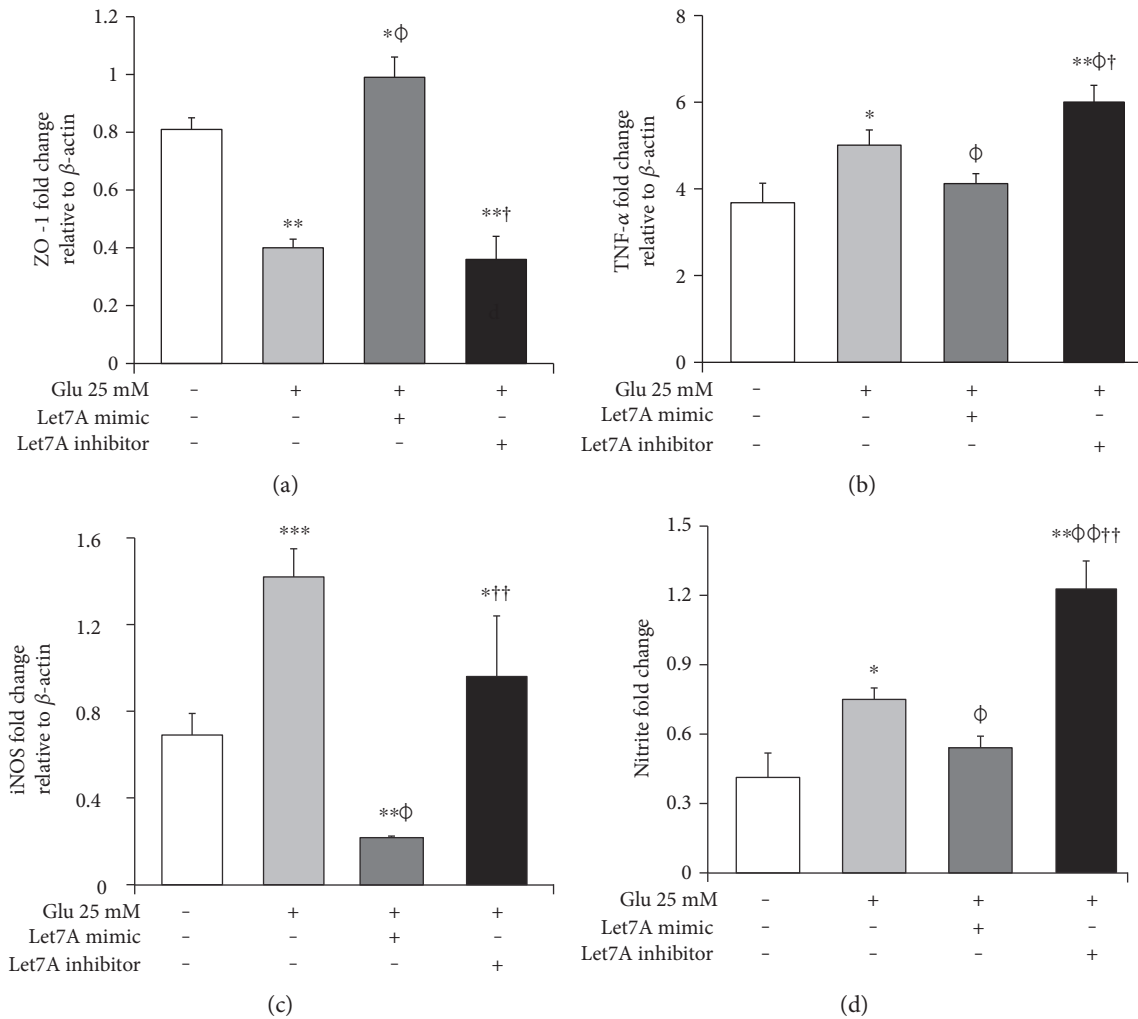 1.2
1
0.8
0.6
0.4
0.2
0
ZO -1 fold change
relative to β-actin
**
*ϕ
**†
d
Glu 25 mM – + + +
Let7A mimic – – + –
Let7A inhibitor – – – +
(a)
8
6
4
2
0
TNF-α fold change
relative to β-actin
*
ϕ
**ϕ†
Glu 25 mM – + + +
Let7A mimic – – + –
Let7A inhibitor – – – +
(b)
1.6
1.2
0.8
0.4
0
iNOS fold change
relative to β-actin
***
**ϕ
*††
Glu 25 mM – + + +
Let7A mimic – – + –
Let7A inhibitor – – – +
(c)
1.5
1.2
0.9
0.6
0.3
0
Nitrite fold change
*
ϕ
**ϕϕ††
Glu 25 mM – + + +
Let7A mimic – – + –
Let7A inhibitor – – – +
(d)